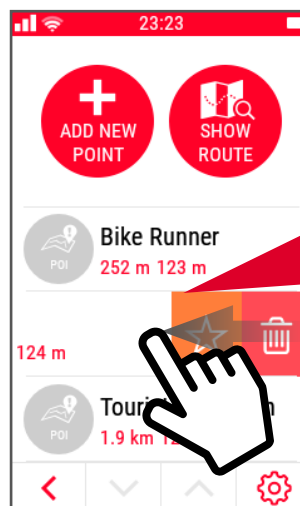 23:23
ADD NEW
POINT
SHOW
ROUTE
Bike Runner
POI
252 m 123 m
124 m
POI
1.9 km